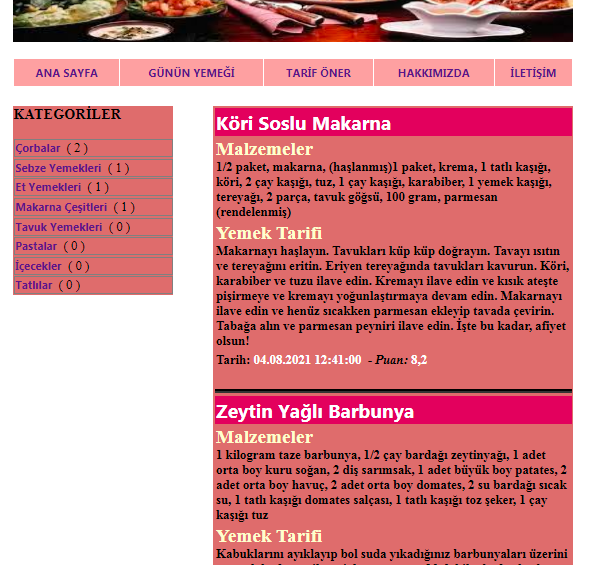 ANA SAYFA GÜNÜN YEMEĞİ TARİF ÖNER HAKKIMIZDA İLETİŞİM
KATEGORİLER
Çorbalar ( 2 )
Sebze Yemekleri ( 1 )
Et Yemekleri ( 1 )
Makarna Çeşitleri ( 1 )
Tavuk Yemekleri ( 0 )
Pastalar ( 0 )
İçecekler ( 0 )
Tatlılar ( 0 )
Köri Soslu Makarna
Malzemeler
1/2 paket, makarna, (haşlanmış)1 paket, krema, 1 tatlı kaşığı,
köri, 2 çay kaşığı, tuz, 1 çay kaşığı, karabiber, 1 yemek kaşığı,
tereyağı, 2 parça, tavuk göğsü, 100 gram, parmesan
(rendelenmiş)
Yemek Tarifi
Makarnayı haşlayın. Tavukları küp küp doğrayın. Tavayı ısıtın
ve tereyağını eritin. Eriyen tereyağında tavukları kavurun. Köri,
karabiber ve tuzu ilave edin. Kremayı ilave edin ve kısık ateşte
pişirmeye ve kremayı yoğunlaştırmaya devam edin. Makarnayı
ilave edin ve henüz sıcakken parmesan ekleyip tavada çevirin.
Tabağa alın ve parmesan peyniri ilave edin. İşte bu kadar, afiyet
olsun!
Tarih: 04.08.2021 12:41:00 - Puan: 8,2
Zeytin Yağlı Barbunya
Malzemeler
1 kilogram taze barbunya, 1/2 çay bardağı zeytinyağı, 1 adet
orta boy kuru soğan, 2 diş sarımsak, 1 adet büyük boy patates, 2
adet orta boy havuç, 2 adet orta boy domates, 2 su bardağı sıcak
su, 1 tatlı kaşığı domates salçası, 1 tatlı kaşığı toz şeker, 1 çay
kaşığı tuz
Yemek Tarifi
Kabuklarını ayıklayıp bol suda yıkadığınız barbunyaları üzerini